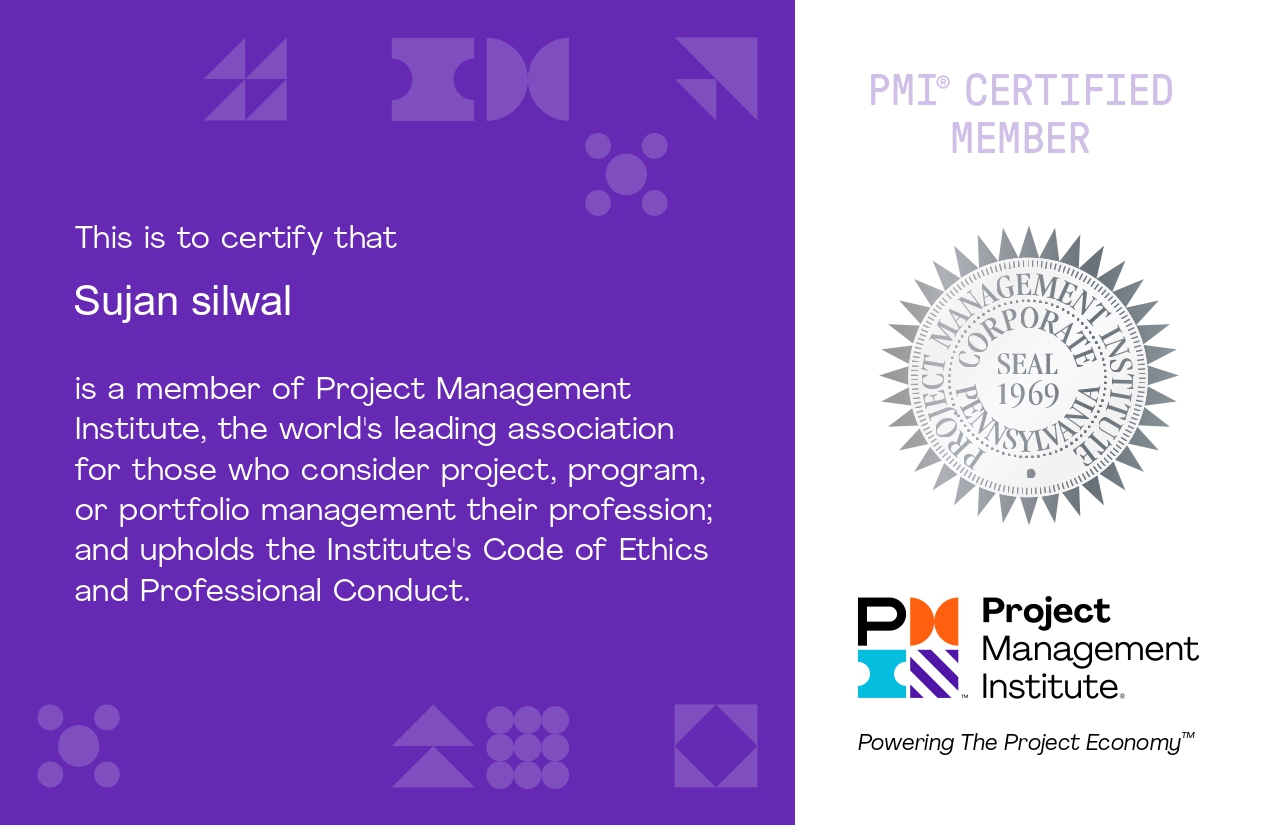 This is to certify that
Sujan silwal
is a member of Project Management
Institute, the world's leading association
for those who consider project, program,
or portfolio management their profession;
and upholds the Institute's Code of Ethics
and Professional Conduct.
PMI® CERTIFIED
MEMBER
PROJECT MANAGEMENT INSTITUTE
CORPORATE
SEAL
1969
PENNSYLVANIA
P
™
Project
Management
Institute®
Powering The Project Economy™